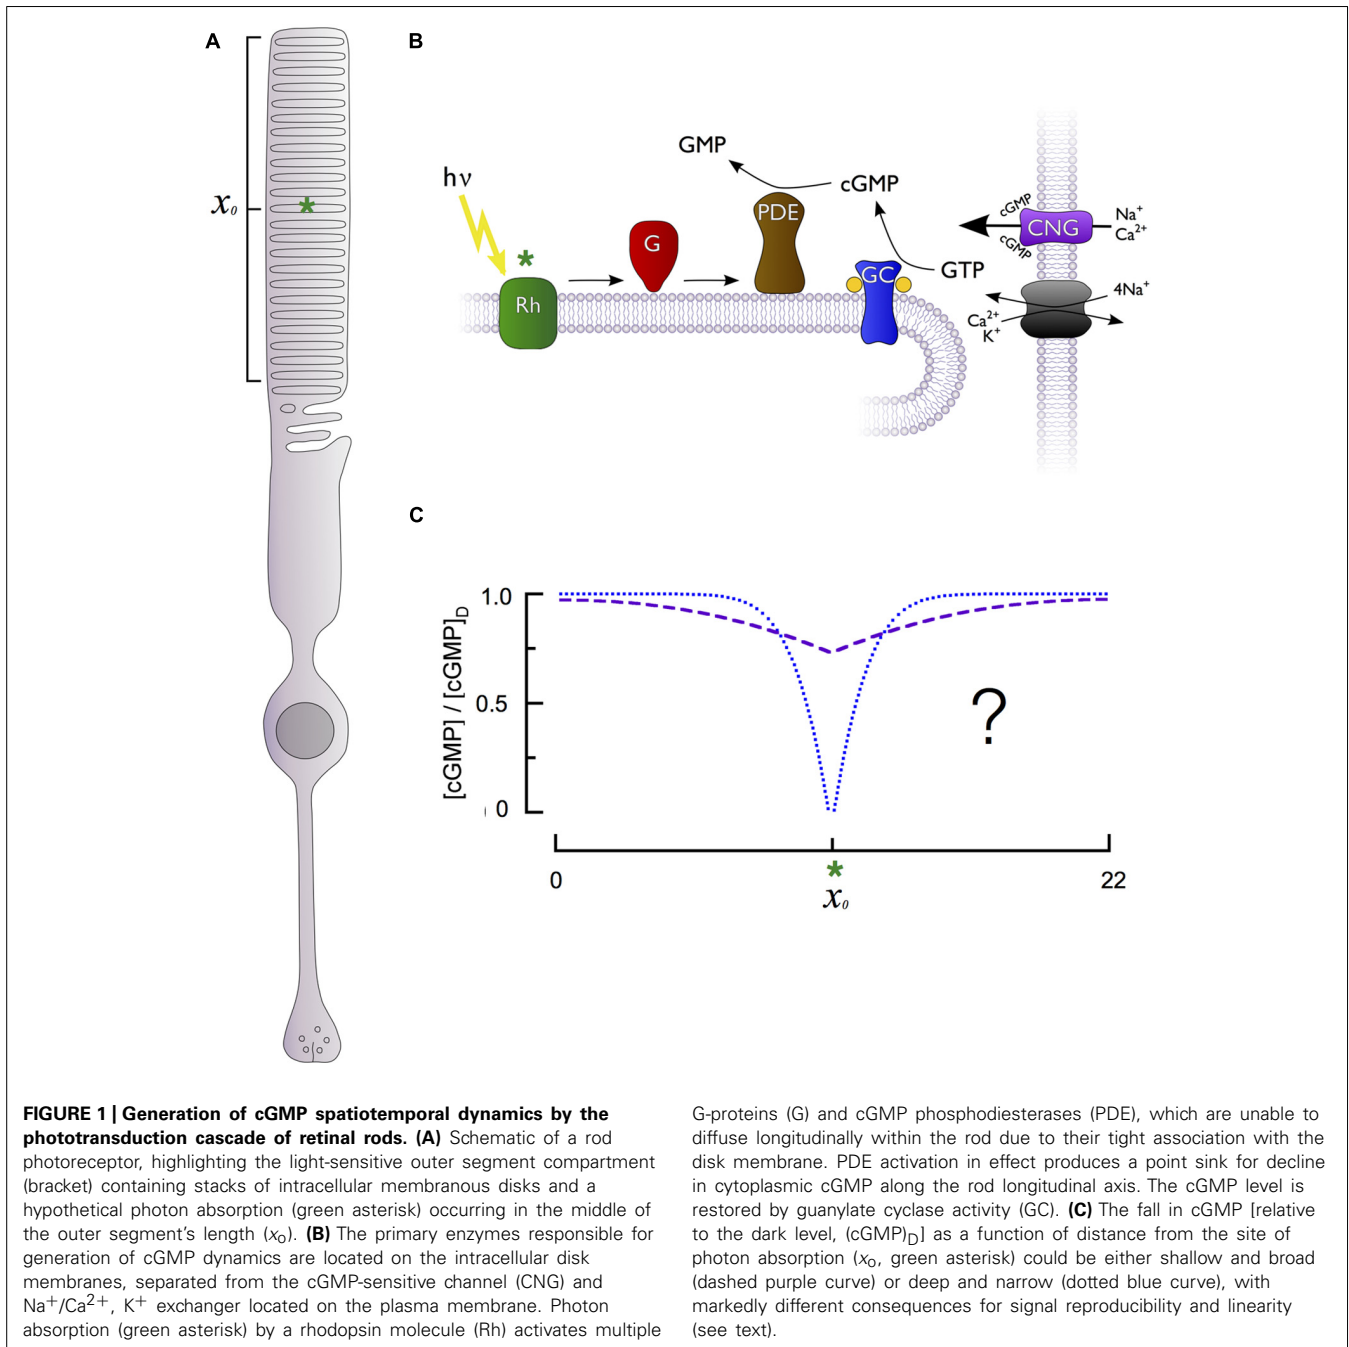 A
x₀
*
B
hν
*
Rh
G
GMP
PDE
cGMP
GC
GTP
cGMP
CNG
cGMP
Na⁺
Ca²⁺
4Na⁺
Ca²⁺
K⁺
C
[cGMP] / [cGMP]D
1.0
0.5
0
?
0
*
22
x₀
FIGURE 1 | Generation of cGMP spatiotemporal dynamics by the
phototransduction cascade of retinal rods. (A) Schematic of a rod
photoreceptor, highlighting the light-sensitive outer segment compartment
(bracket) containing stacks of intracellular membranous disks and a
hypothetical photon absorption (green asterisk) occurring in the middle of
the outer segment's length (x₀). (B) The primary enzymes responsible for
generation of cGMP dynamics are located on the intracellular disk
membranes, separated from the cGMP-sensitive channel (CNG) and
Na⁺/Ca²⁺, K⁺ exchanger located on the plasma membrane. Photon
absorption (green asterisk) by a rhodopsin molecule (Rh) activates multiple
G-proteins (G) and cGMP phosphodiesterases (PDE), which are unable to
diffuse longitudinally within the rod due to their tight association with the
disk membrane. PDE activation in effect produces a point sink for decline
in cytoplasmic cGMP along the rod longitudinal axis. The cGMP level is
restored by guanylate cyclase activity (GC). (C) The fall in cGMP [relative
to the dark level, (cGMP)D] as a function of distance from the site of
photon absorption (x₀, green asterisk) could be either shallow and broad
(dashed purple curve) or deep and narrow (dotted blue curve), with
markedly different consequences for signal reproducibility and linearity
(see text).